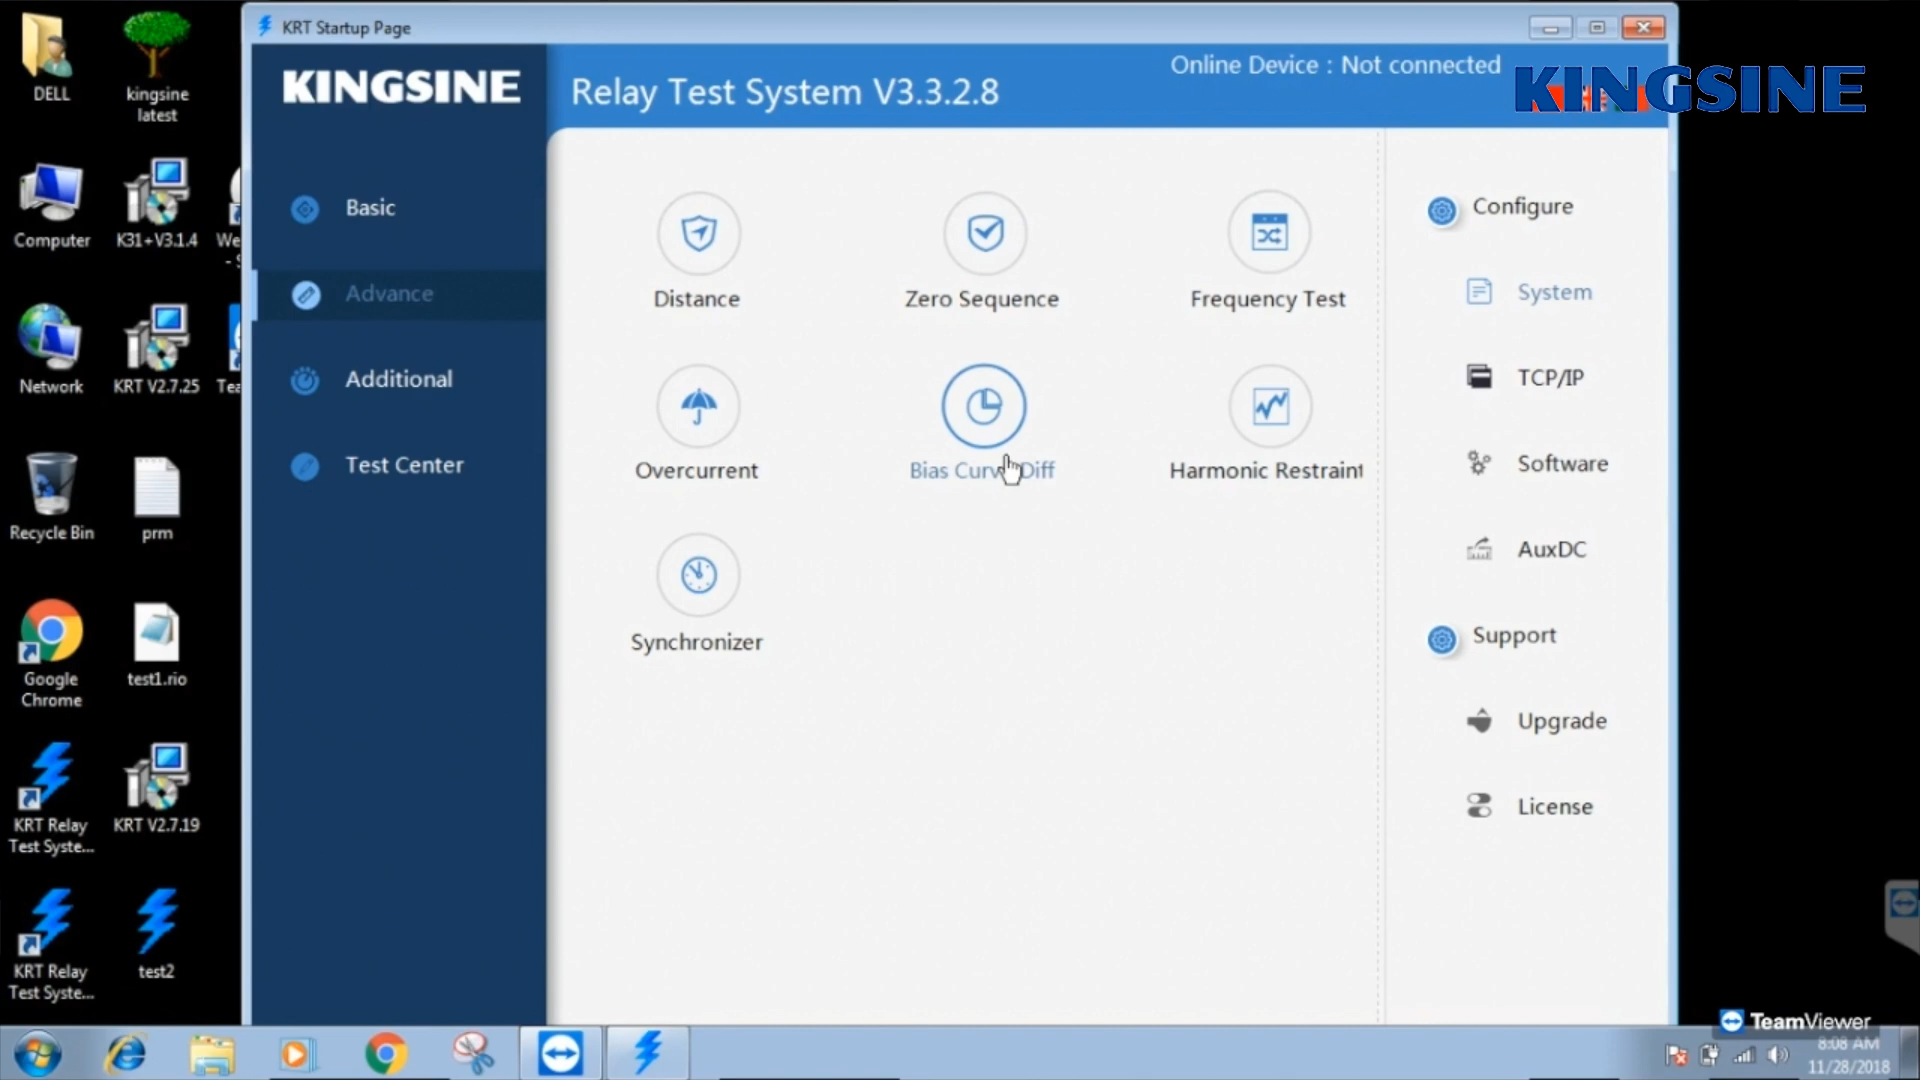 KRT Startup Page
KINGSINE
Relay Test System V3.3.2.8
Online Device : Not connected
KINGSINE
Basic
Advance
Additional
Test Center
Distance
Zero Sequence
Frequency Test
Overcurrent
Bias Curve Diff
Harmonic Restraint
Synchronizer
Configure
System
TCP/IP
Software
AuxDC
Support
Upgrade
License
DELL
kingsine
latest
Computer
K31+V3.1.4
Network
KRT V2.7.25
Recycle Bin
prm
Google
Chrome
test1.rio
KRT Relay
Test Syste...
KRT V2.7.19
KRT Relay
Test Syste...
test2
TeamViewer
8:08 AM
11/28/2018